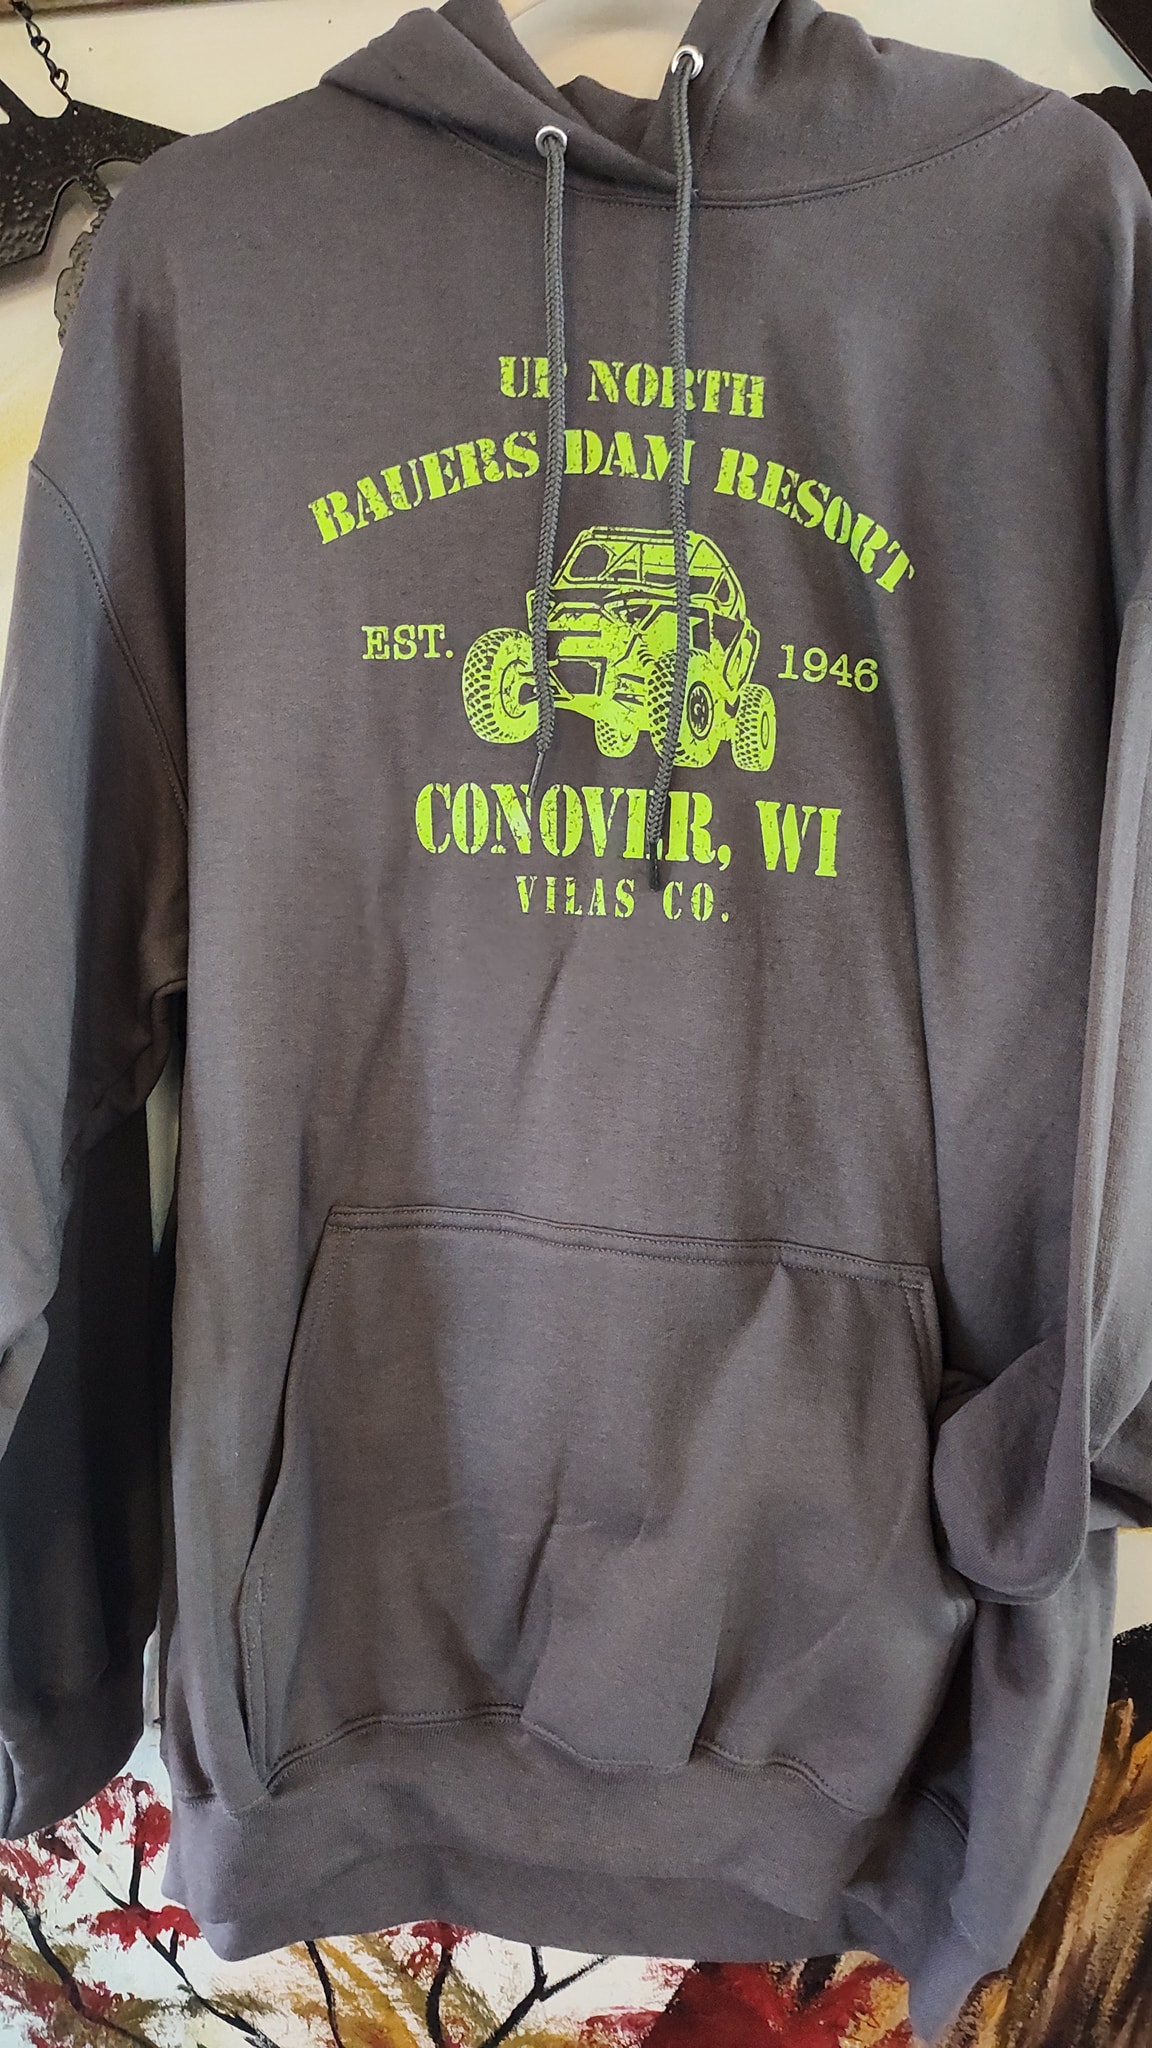 UP NORTH
BAUERS DAM RESORT
EST. 1946
CONOVER, WI
VILAS CO.